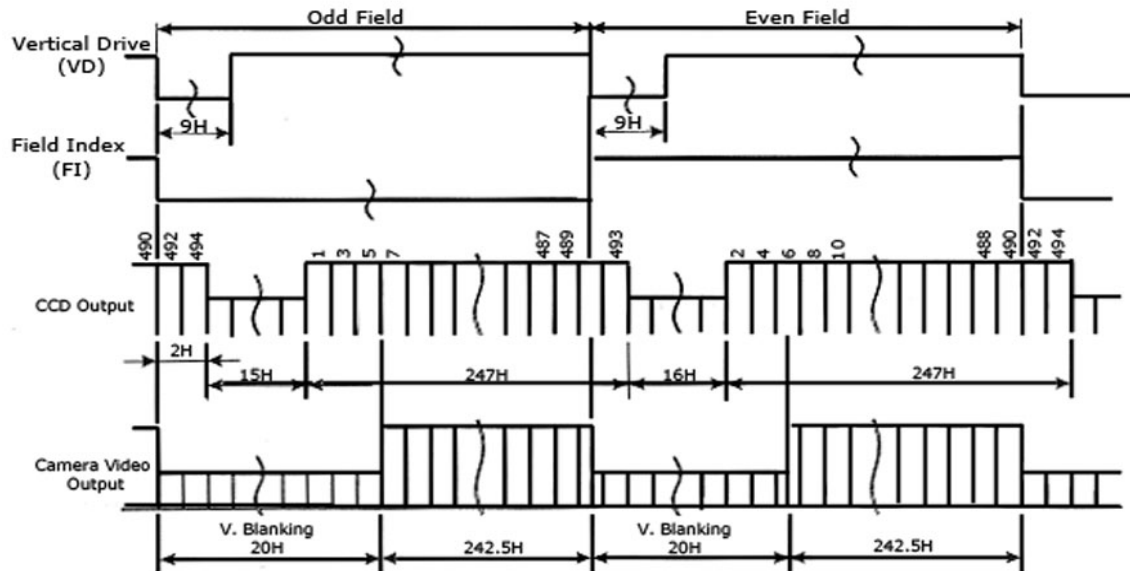 Odd Field
Even Field
Vertical Drive
(VD)
9H
9H
Field Index
(FI)
490
492
494
1
3
5
7
487
489
493
2
4
6
8
10
488
490
492
494
CCD Output
2H
15H
247H
16H
247H
Camera Video
Output
V. Blanking
20H
242.5H
V. Blanking
20H
242.5H